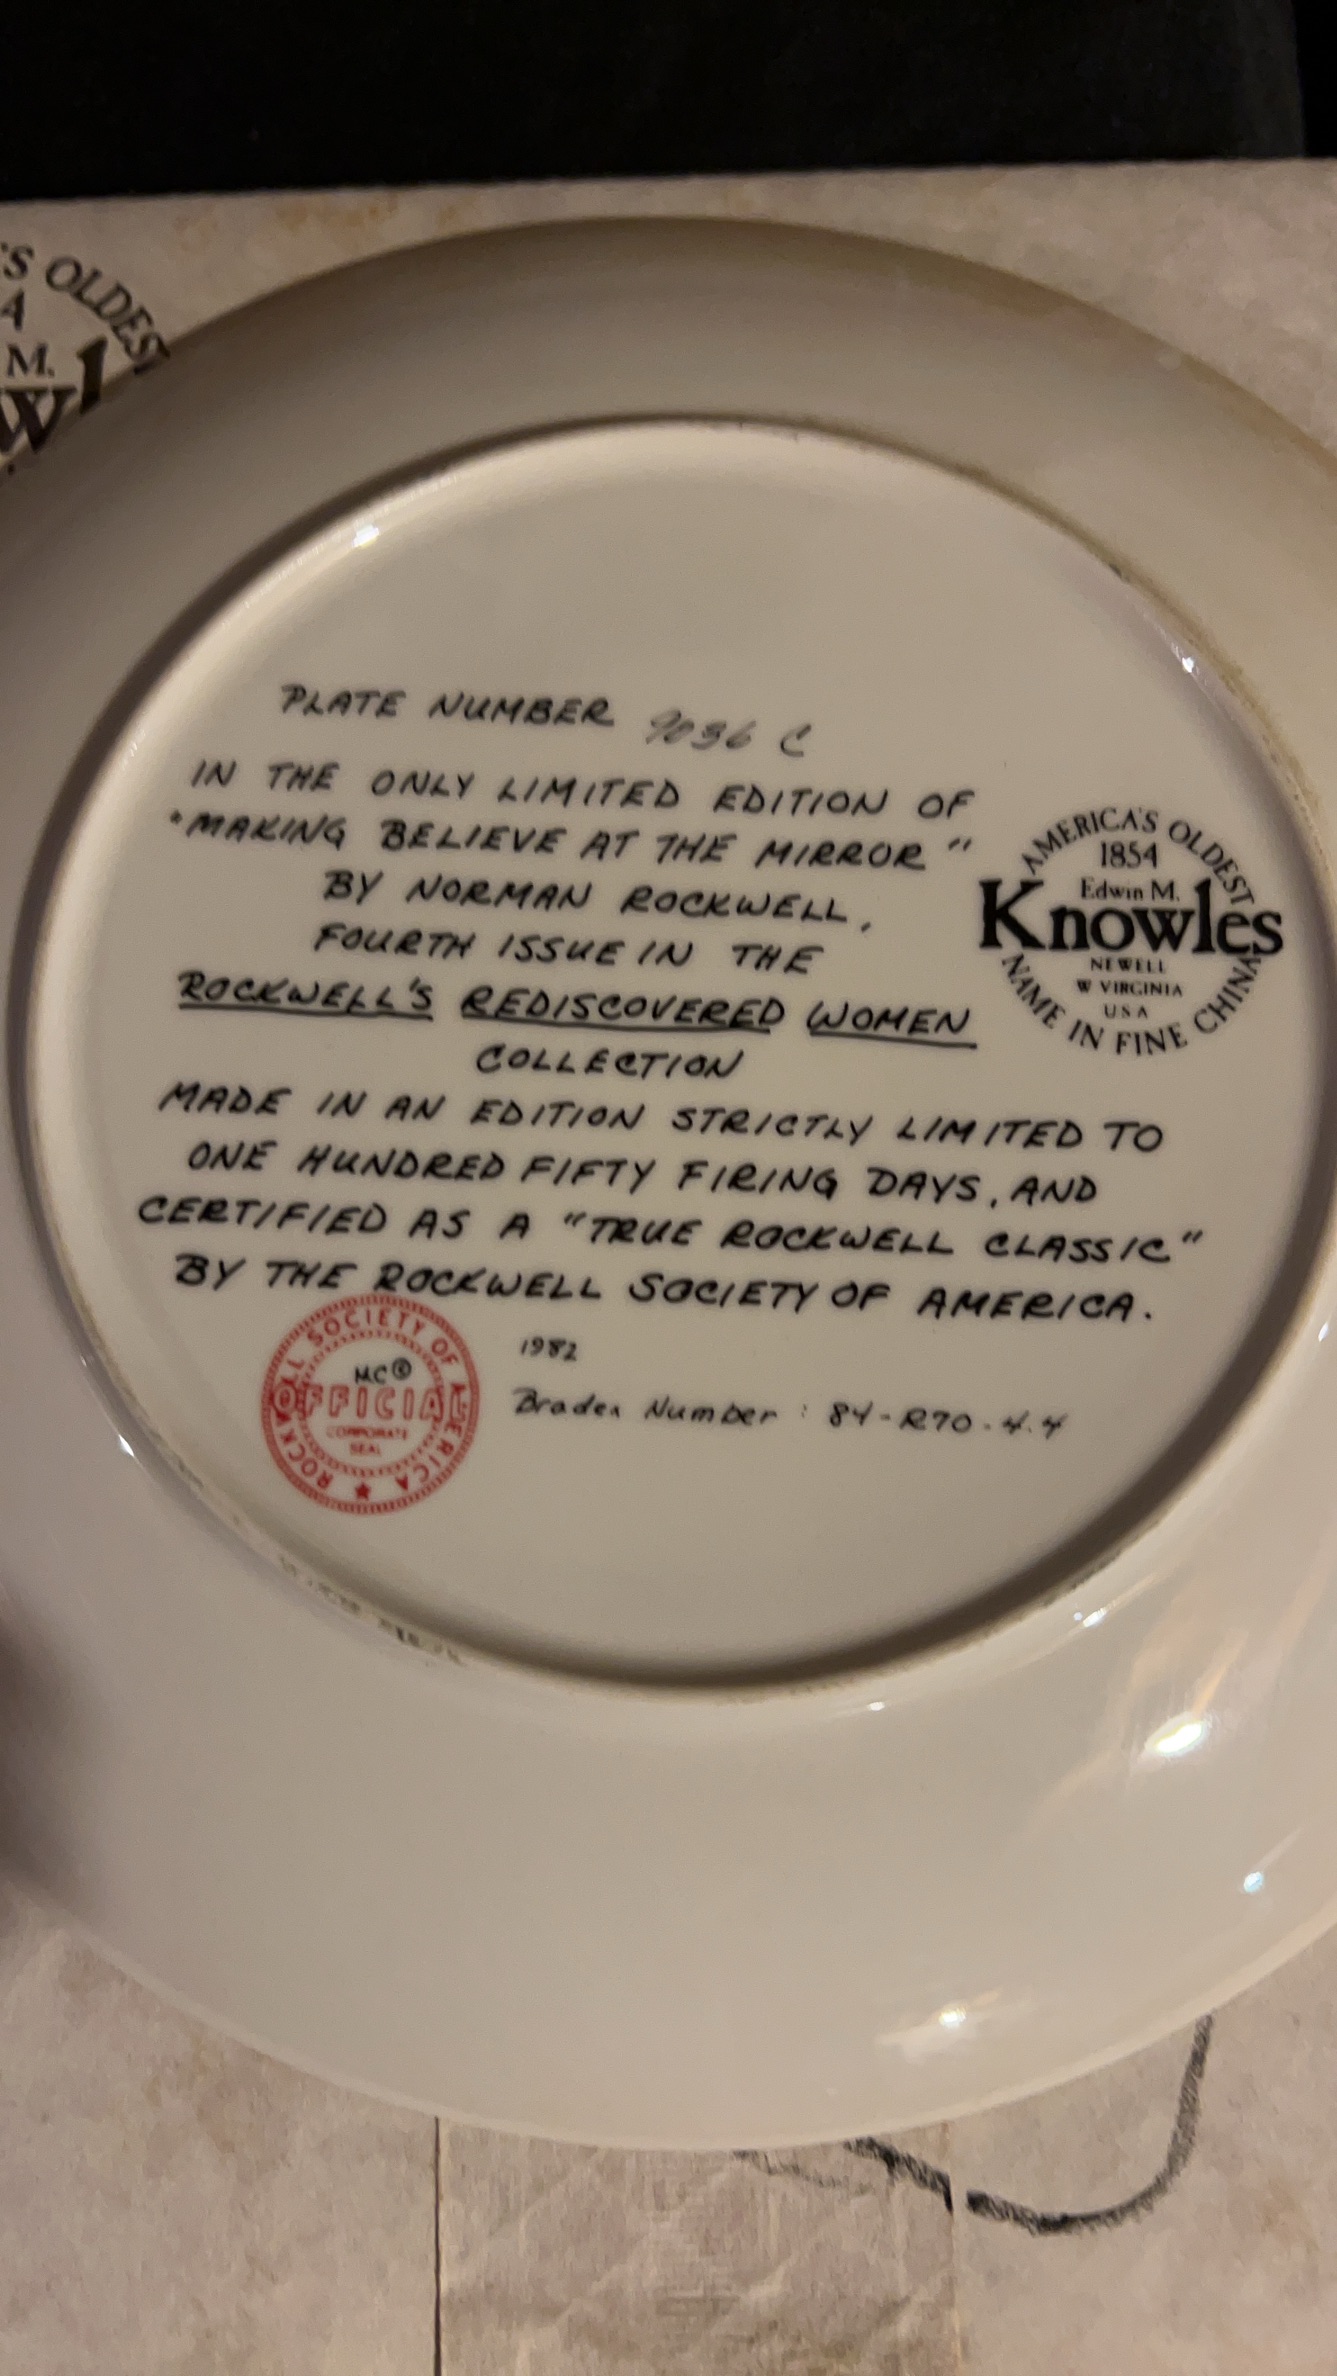 'S OLDEST
A
M.
PLATE NUMBER 9036 C
IN THE ONLY LIMITED EDITION OF
"MAKING BELIEVE AT THE MIRROR"
BY NORMAN ROCKWELL,
FOURTH ISSUE IN THE
ROCKWELL'S REDISCOVERED WOMEN
COLLECTION
MADE IN AN EDITION STRICTLY LIMITED TO
ONE HUNDRED FIFTY FIRING DAYS, AND
CERTIFIED AS A "TRUE ROCKWELL CLASSIC"
BY THE ROCKWELL SOCIETY OF AMERICA.
AMERICA'S OLDEST
1854
Edwin M.
Knowles
NEWELL
W VIRGINIA
USA
NAME IN FINE CHINA
ROCKWELL SOCIETY OF AMERICA
MC©
OFFICIAL
CORPORATE
SEAL
1982
Bradex Number: 84-R70-4.4